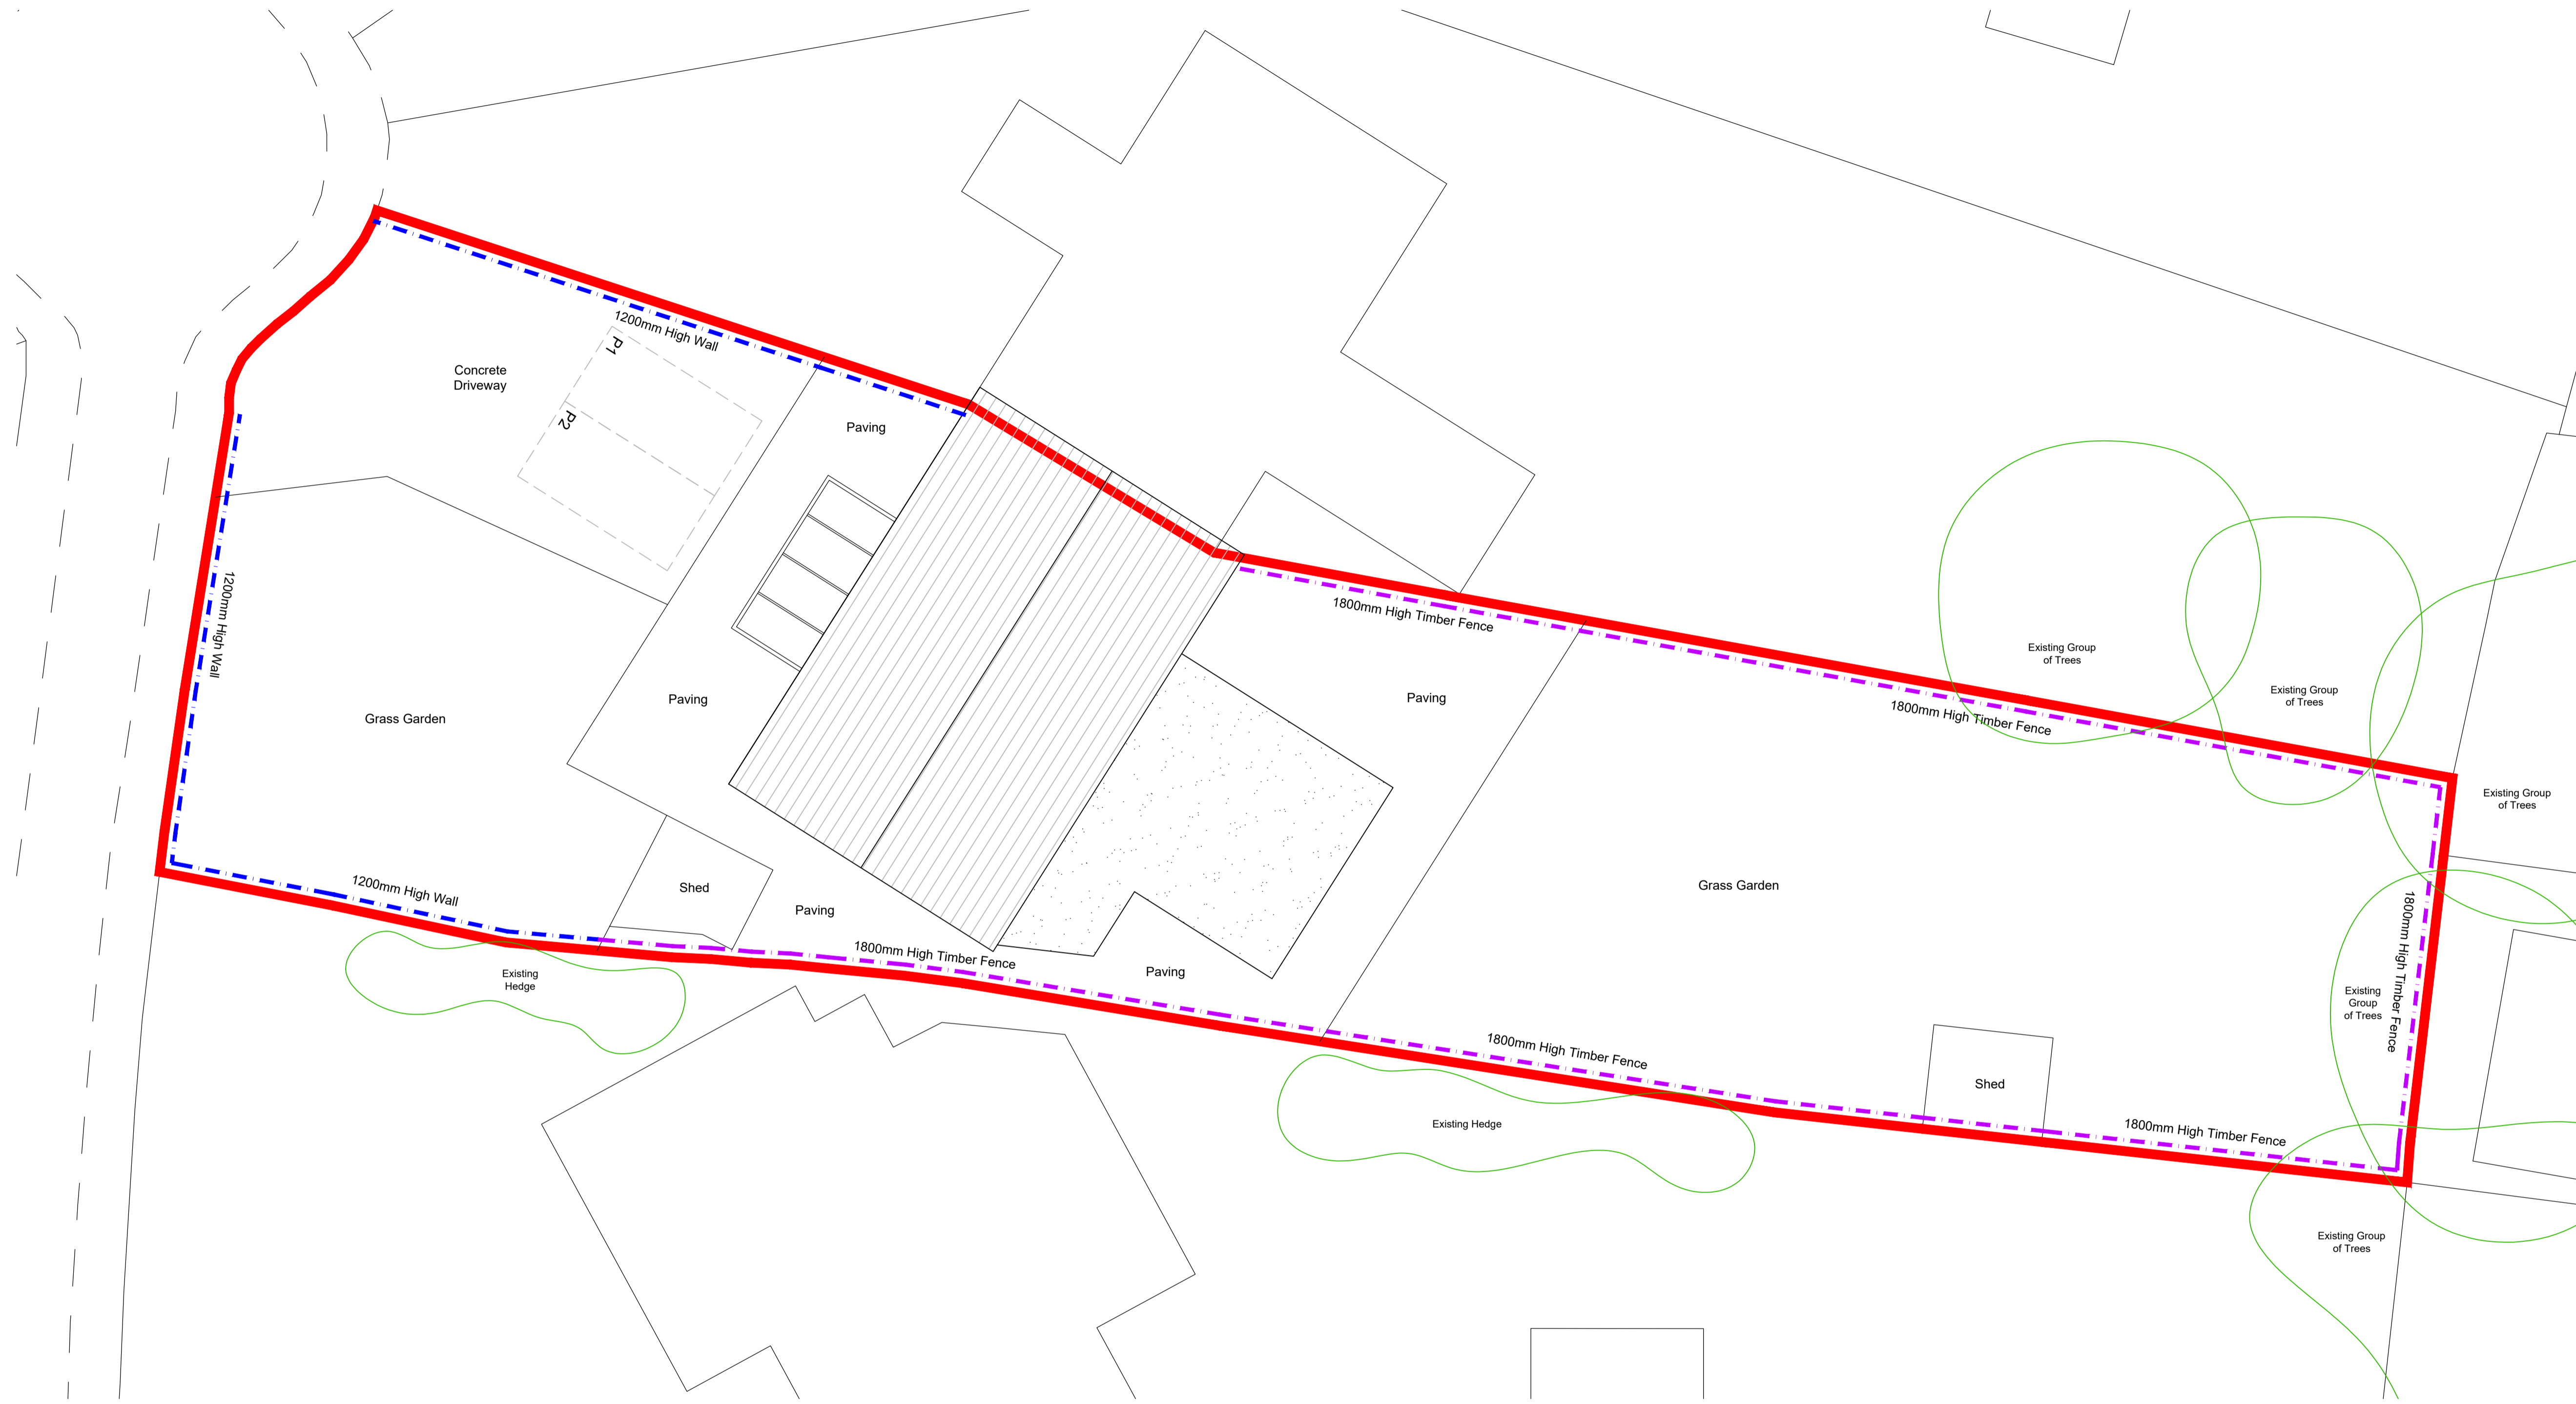 1200mm High Wall
P1
P2
Concrete
Driveway
Paving
1200mm High Wall
Grass Garden
Paving
1200mm High Wall
Shed
Paving
Existing
Hedge
1800mm High Timber Fence
Paving
1800mm High Timber Fence
Paving
1800mm High Timber Fence
Existing Group
of Trees
Existing Group
of Trees
Existing Group
of Trees
Grass Garden
1800mm High Timber Fence
Existing
Group
of Trees
1800mm High Timber Fence
Existing Hedge
Shed
1800mm High Timber Fence
Existing Group
of Trees